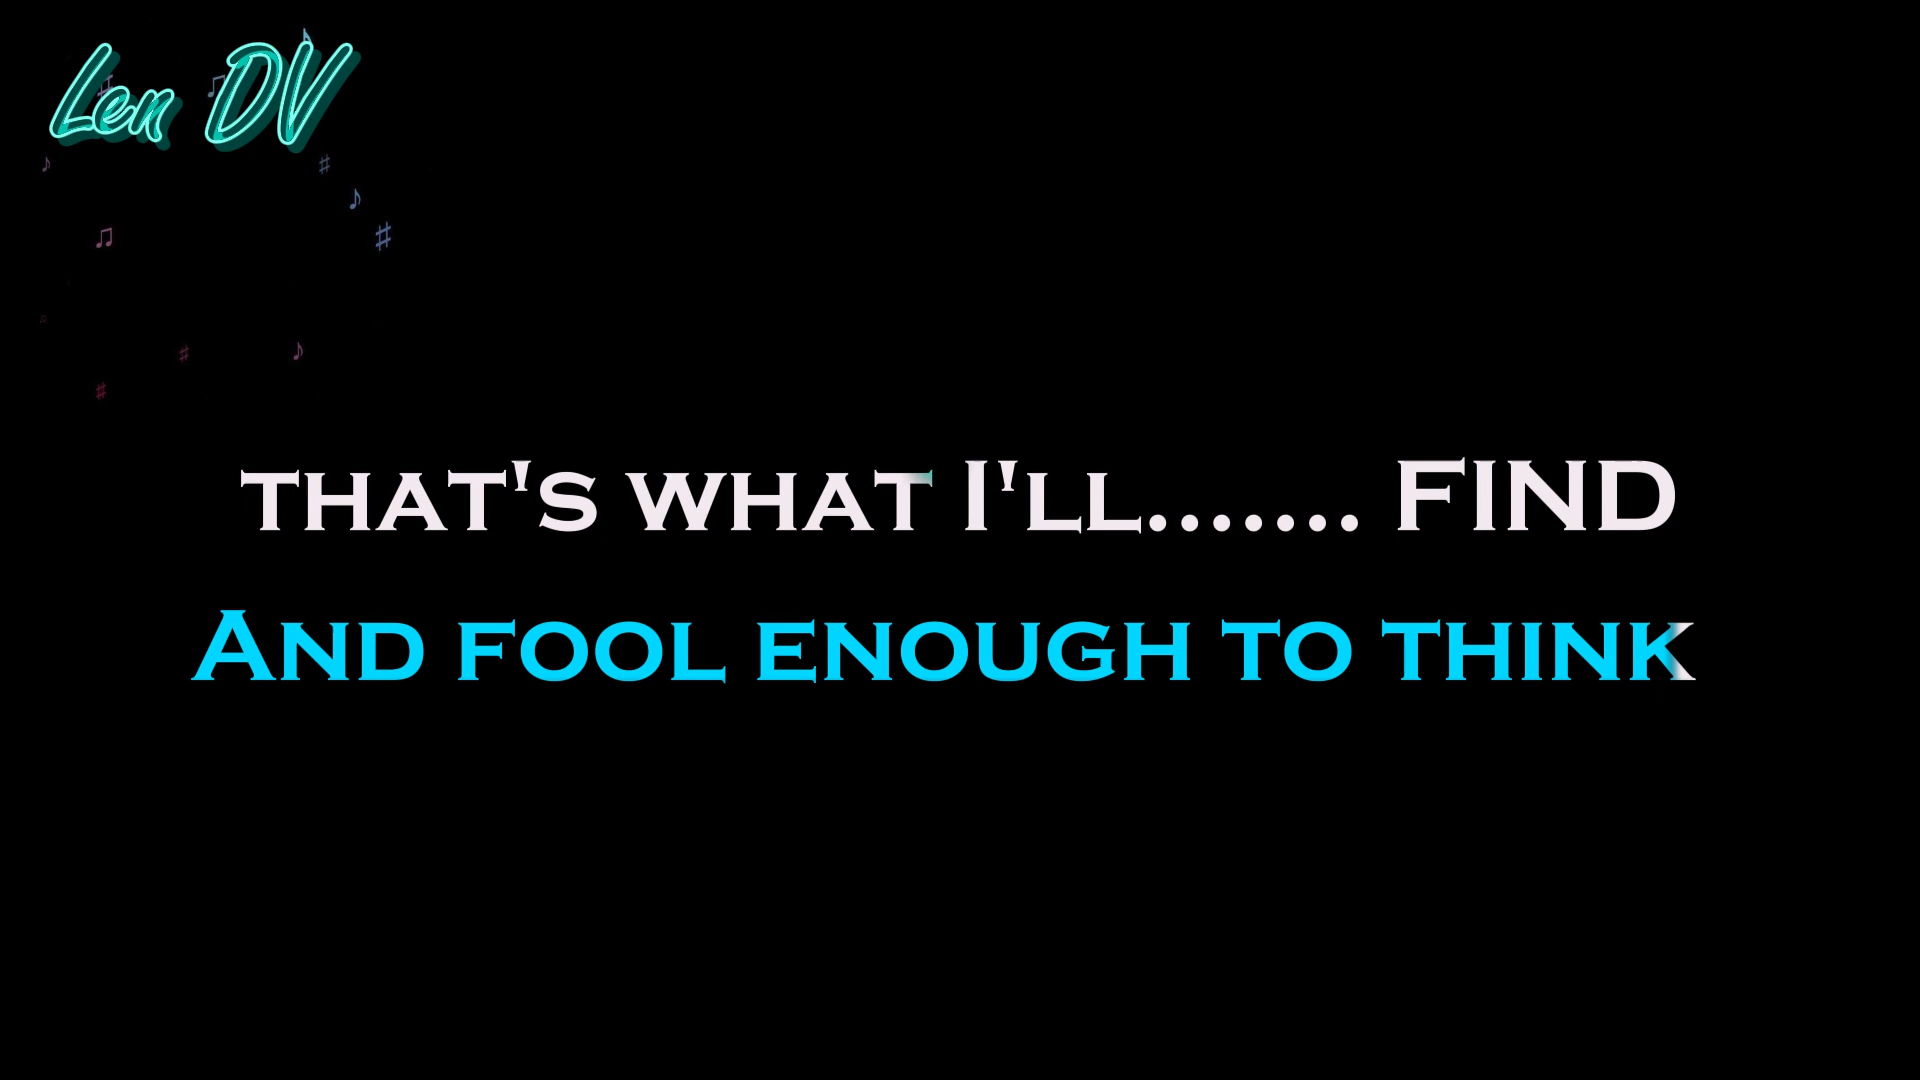 Len DV
THAT'S WHAT I'LL....... FIND
AND FOOL ENOUGH TO THINK